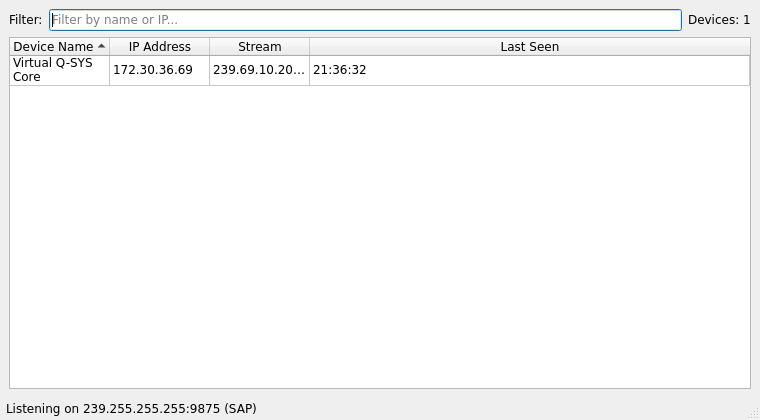 Filter: Filter by name or IP... Devices: 1
Device Name IP Address Stream Last Seen
Virtual Q-SYS
Core 172.30.36.69 239.69.10.20... 21:36:32
Listening on 239.255.255.255:9875 (SAP)